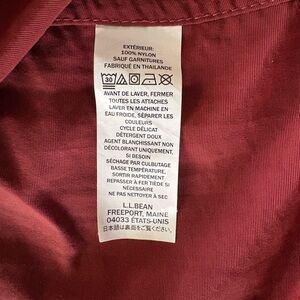 EXTÉRIEUR:
100% NYLON
SAUF GARNITURES
FABRIQUÉ EN THAÏLANDE
30
AVANT DE LAVER, FERMER
TOUTES LES ATTACHES
LAVER EN MACHINE EN
EAU FROIDE, SÉPARER LES
COULEURS
CYCLE DÉLICAT
DÉTERGENT DOUX
AGENT BLANCHISSANT NON
DÉCOLORANT UNIQUEMENT,
SI BESOIN
SÉCHAGE PAR CULBUTAGE
BASSE TEMPÉRATURE,
SORTIR RAPIDEMENT
REPASSER À FER TIÈDE SI
NÉCESSAIRE
NE PAS NETTOYER À SEC
L.L.BEAN
FREEPORT, MAINE
04033 ÉTATS-UNIS
日本語は裏面をご覧ください。